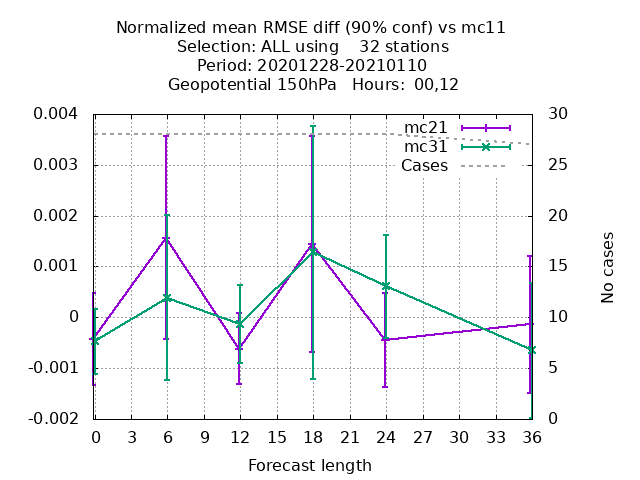 Normalized mean RMSE diff (90% conf) vs mc11
Selection: ALL using    32 stations
Period: 20201228-20210110
Geopotential 150hPa   Hours: 00,12
0.004
0.003
0.002
0.001
0
-0.001
-0.002
30
25
20
15
10
5
0
mc21
mc31
Cases
No cases
0 3 6 9 12 15 18 21 24 27 30 33 36
Forecast length